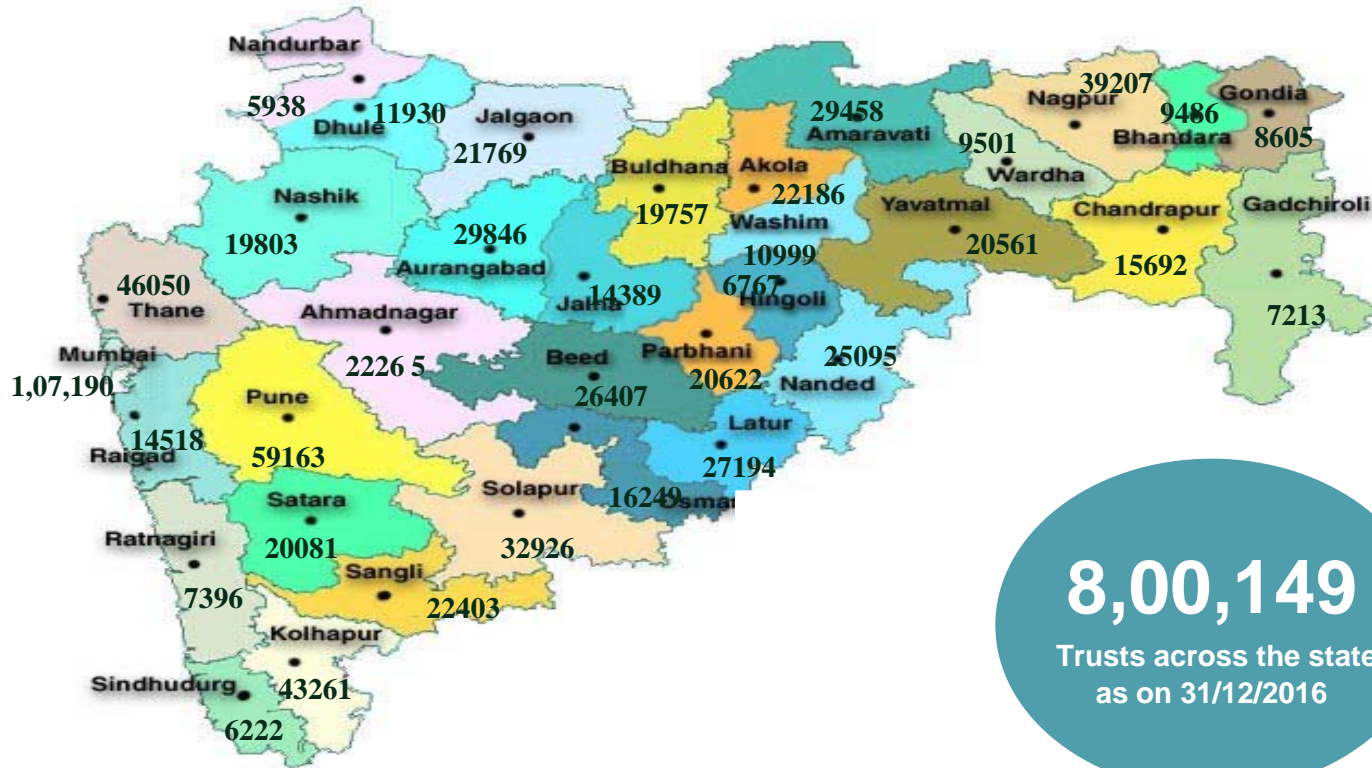 Nandurbar
5938
Dhule
11930
Jalgaon
21769
Nashik
19803
Aurangabad
29846
Jalna
14389
Buldhana
19757
Akola
22186
Amaravati
29458
Washim
10999
Wardha
9501
Nagpur
39207
Bhandara
9486
Gondia
8605
Yavatmal
20561
Chandrapur
15692
Gadchiroli
7213
Hingoli
6767
Parbhani
20622
Nanded
25095
Thane
46050
Mumbai
1,07,190
Ahmadnagar
2226 5
Beed
26407
Latur
27194
Pune
59163
Raigad
14518
Solapur
32926
16249
Osmar
Satara
20081
Ratnagiri
7396
Sangli
22403
Kolhapur
43261
Sindhudurg
6222
8,00,149
Trusts across the state
as on 31/12/2016